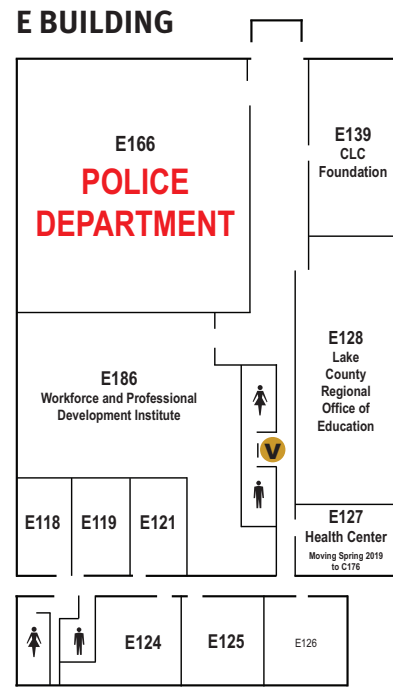 E BUILDING
E166
POLICE
DEPARTMENT
E139
CLC
Foundation
E128
Lake
County
Regional
Office of
Education
E186
Workforce and Professional
Development Institute
V
E118
E119
E121
E127
Health Center
Moving Spring 2019
to C176
E124
E125
E126